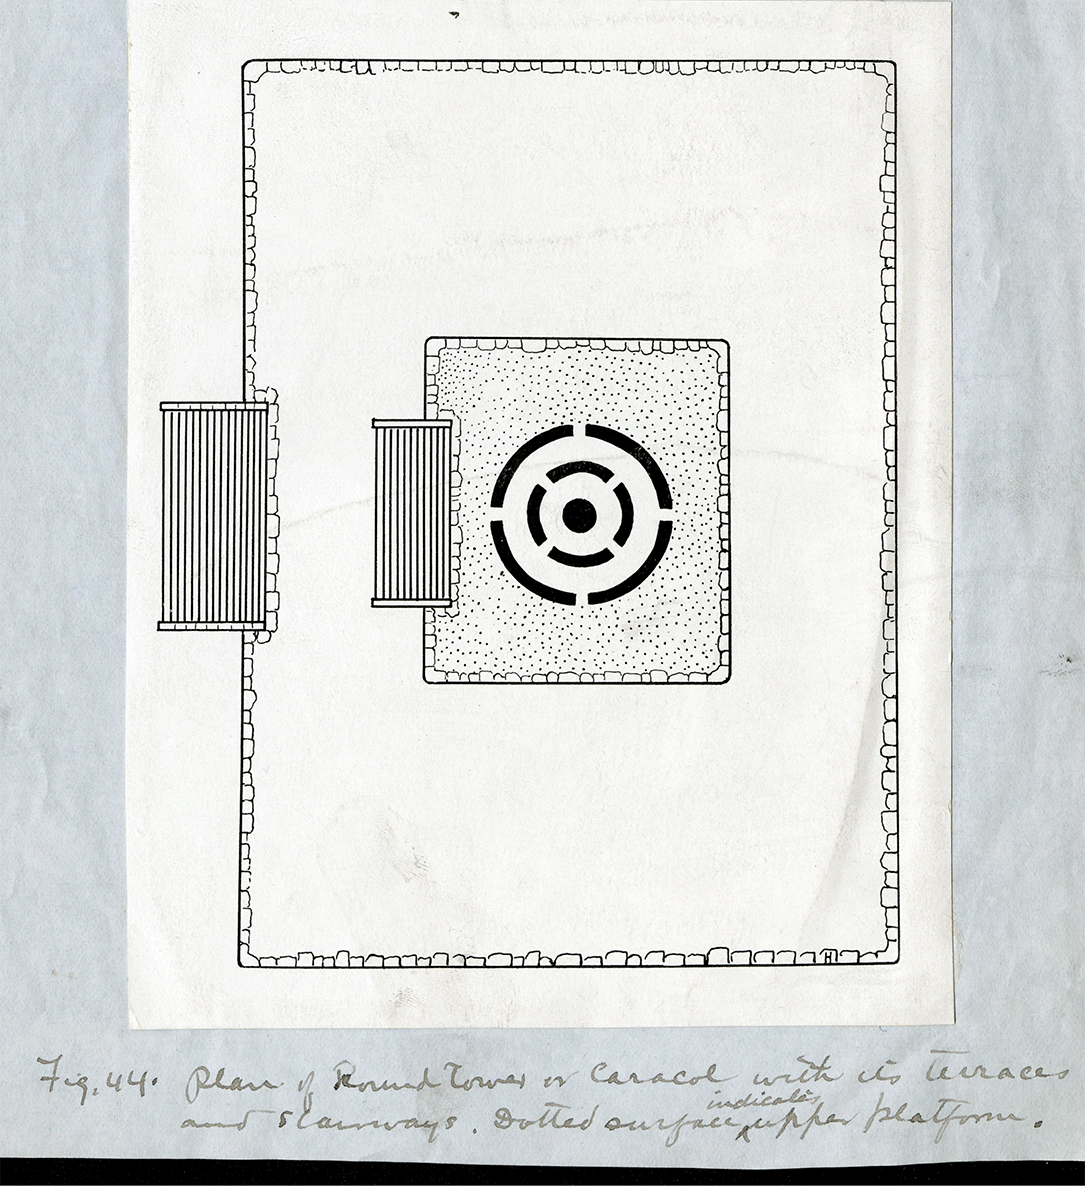 Fig. 44. Plan of Round Tower or Caracol with its terraces
and Stairways. Dotted surface indicates upper platform.